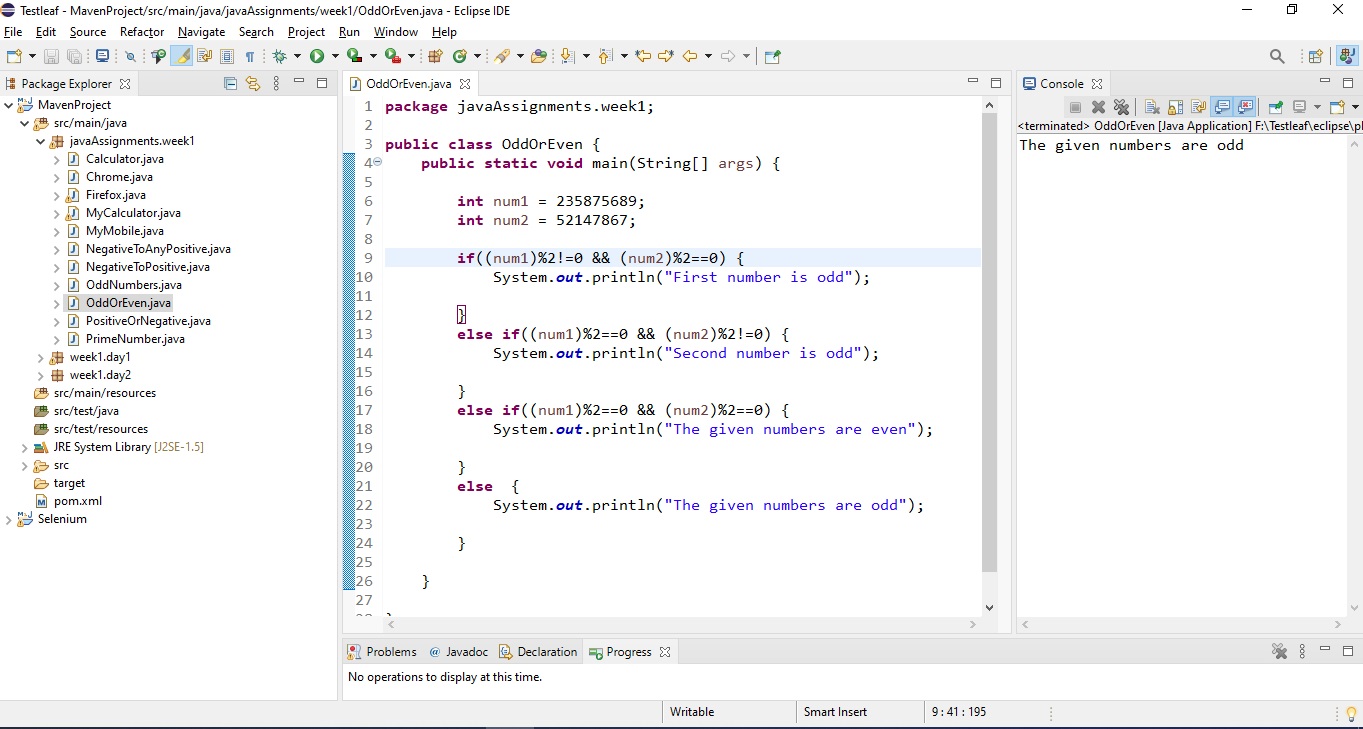 Testleaf - MavenProject/src/main/java/javaAssignments/week1/OddOrEven.java - Eclipse IDE
File Edit Source Refactor Navigate Search Project Run Window Help
Package Explorer
MavenProject
src/main/java
javaAssignments.week1
Calculator.java
Chrome.java
Firefox.java
MyCalculator.java
MyMobile.java
NegativeToAnyPositive.java
NegativeToPositive.java
OddNumbers.java
OddOrEven.java
PositiveOrNegative.java
PrimeNumber.java
week1.day1
week1.day2
src/main/resources
src/test/java
src/test/resources
JRE System Library [J2SE-1.5]
src
target
pom.xml
Selenium
OddOrEven.java
1 package javaAssignments.week1;
2
3 public class OddOrEven {
4 public static void main(String[] args) {
5
6 int num1 = 235875689;
7 int num2 = 52147867;
8
9 if((num1)%2!=0 && (num2)%2==0) {
10 System.out.println("First number is odd");
11
12 }
13 else if((num1)%2==0 && (num2)%2!=0) {
14 System.out.println("Second number is odd");
15
16 }
17 else if((num1)%2==0 && (num2)%2==0) {
18 System.out.println("The given numbers are even");
19
20 }
21 else {
22 System.out.println("The given numbers are odd");
23
24 }
25
26 }
27
Console
<terminated> OddOrEven [Java Application] F:\Testleaf\eclipse\pl
The given numbers are odd
Problems @ Javadoc Declaration Progress
No operations to display at this time.
Writable Smart Insert 9 : 41 : 195